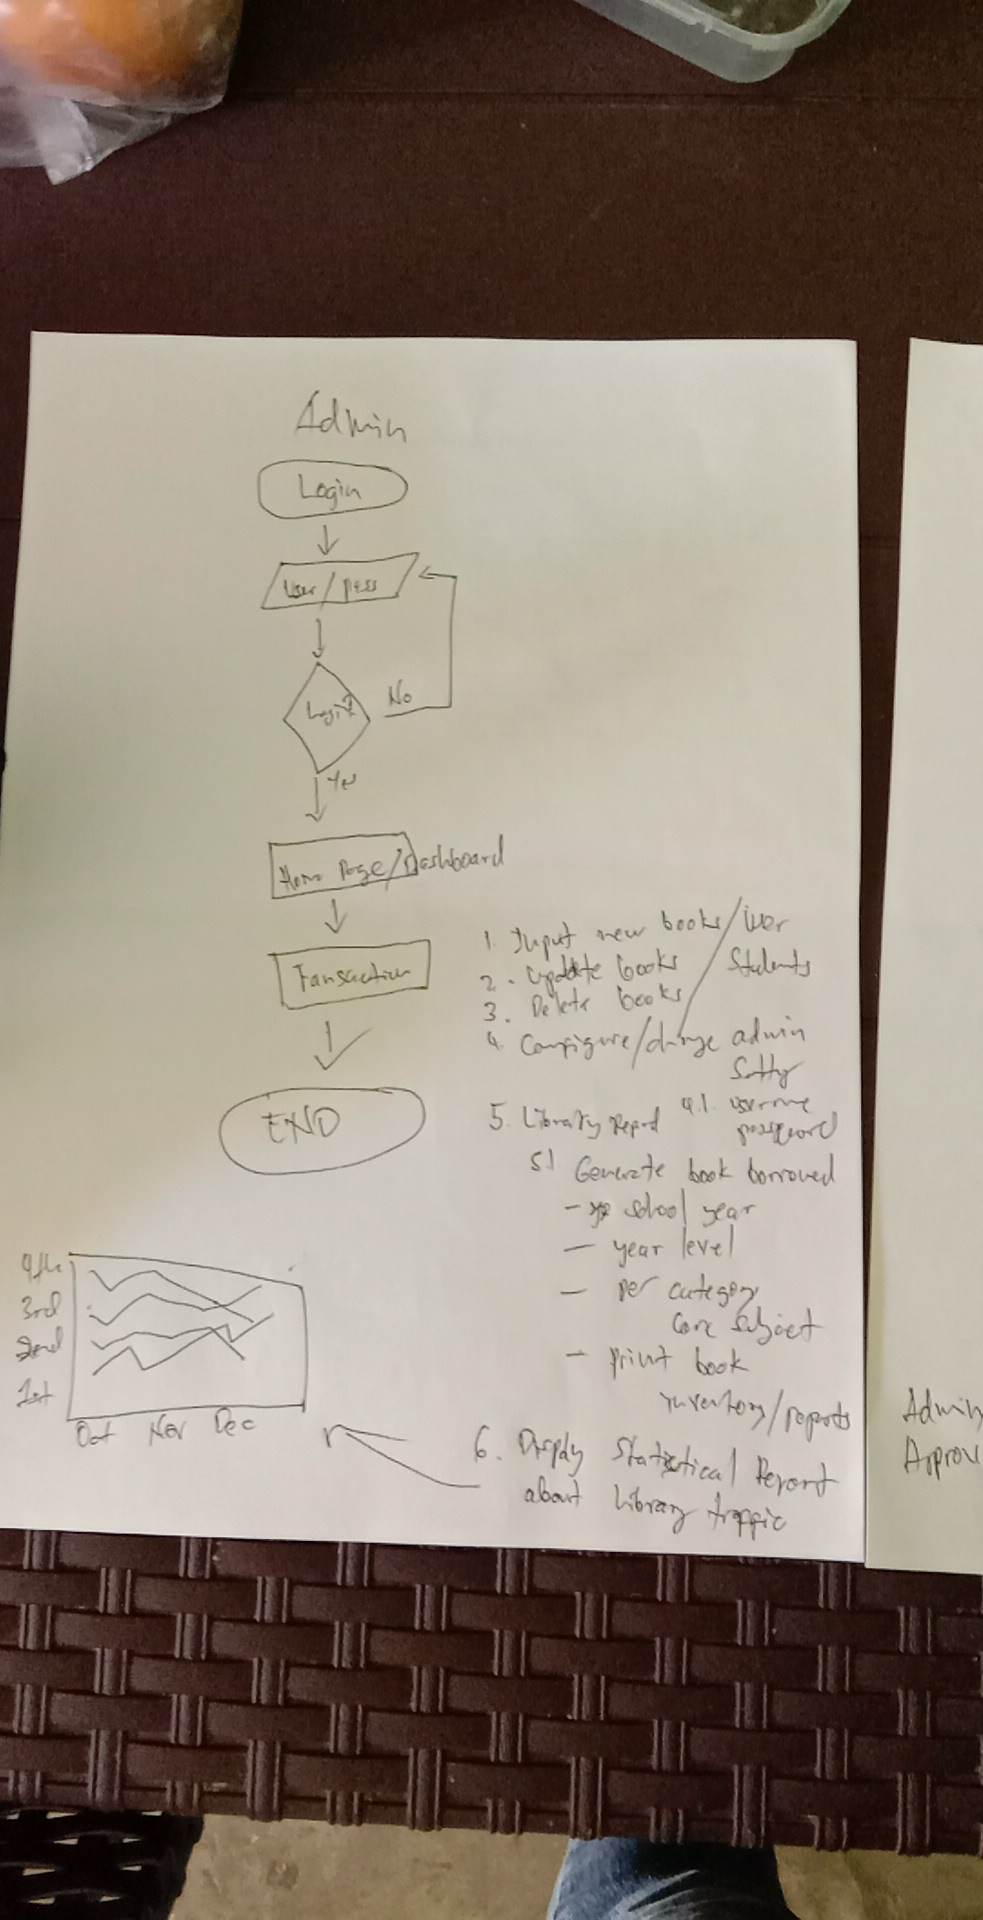 Admin
Login
User / pass
Login?
No
Yes
Home Page/Dashboard
Transaction
END
1. Input new books/user
2. Update books / Students
3. Delete books
4. Configure/change admin
5. Library Report 4.1. username
password
5.1 Generate book borrowed
- school year
- year level
- per category
core subject
- print book
inventory/reports
6. Display Statistical Report
about library traffic
4th
3rd
2nd
1st
Oct Nov Dec
Admin